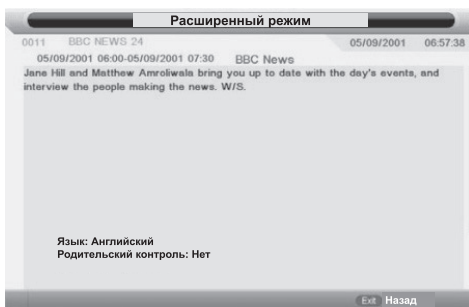 Расширенный режим
0011 BBC NEWS 24 05/09/2001 06:57:38
05/09/2001 06:00-05/09/2001 07:30 BBC News
Jane Hill and Matthew Amroliwala bring you up to date with the day's events, and
interview the people making the news. W/S.
Язык: Английский
Родительский контроль: Нет
Exit Назад